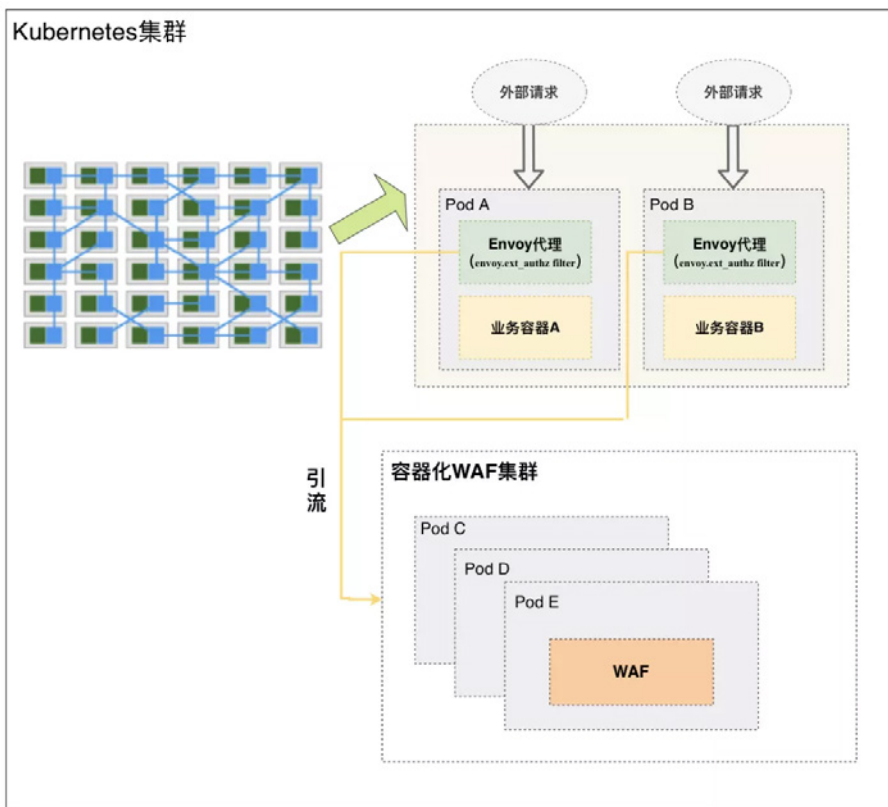 Kubernetes集群
外部请求
外部请求
Pod A
Pod B
Envoy代理
(envoy.ext_authz filter)
Envoy代理
(envoy.ext_authz filter)
业务容器A
业务容器B
引
流
容器化WAF集群
Pod C
Pod D
Pod E
WAF